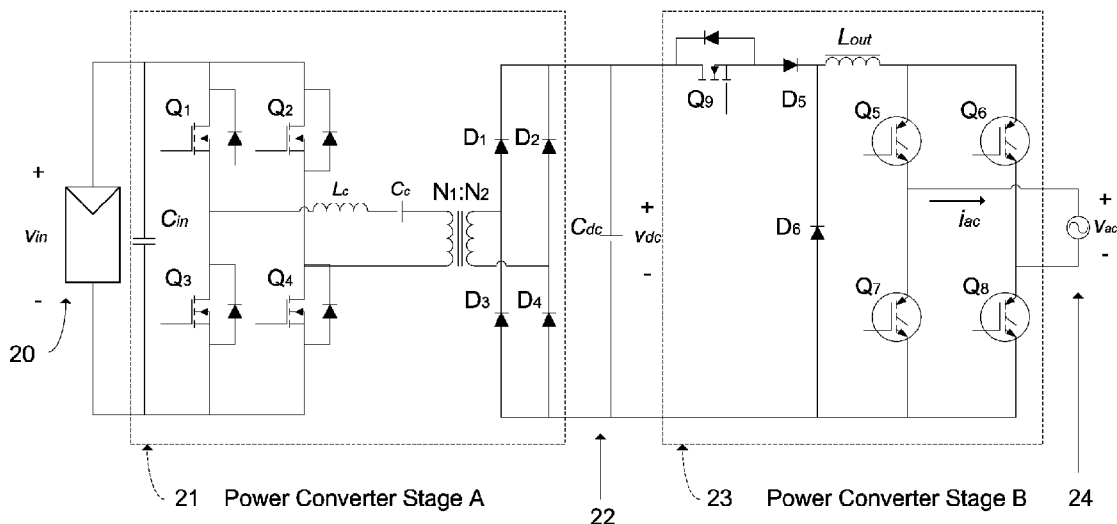 Lout
Q1
Q2
Q9
D5
Q5
Q6
D1
D2
Lc
Cc
N1:N2
+
vin
-
Cin
Cdc
+
vdc
-
D6
iac
+
vac
-
Q3
Q4
D3
D4
Q7
Q8
20
21
Power Converter Stage A
22
23
Power Converter Stage B
24